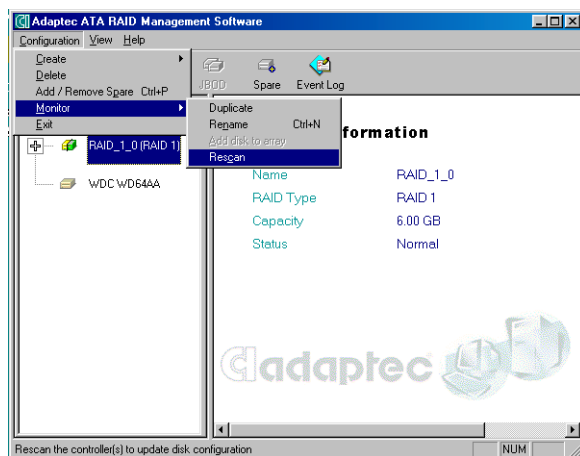 Adaptec ATA RAID Management Software
Configuration View Help
Create
Delete
Add / Remove Spare Ctrl+P
Monitor
Exit
Duplicate
Rename Ctrl+N
Add disk to array
Rescan
JBOD Spare Event Log
RAID_1_0 (RAID 1)
WDC WD64AA
formation
Name RAID_1_0
RAID Type RAID 1
Capacity 6.00 GB
Status Normal
adaptec
Rescan the controller(s) to update disk configuration NUM